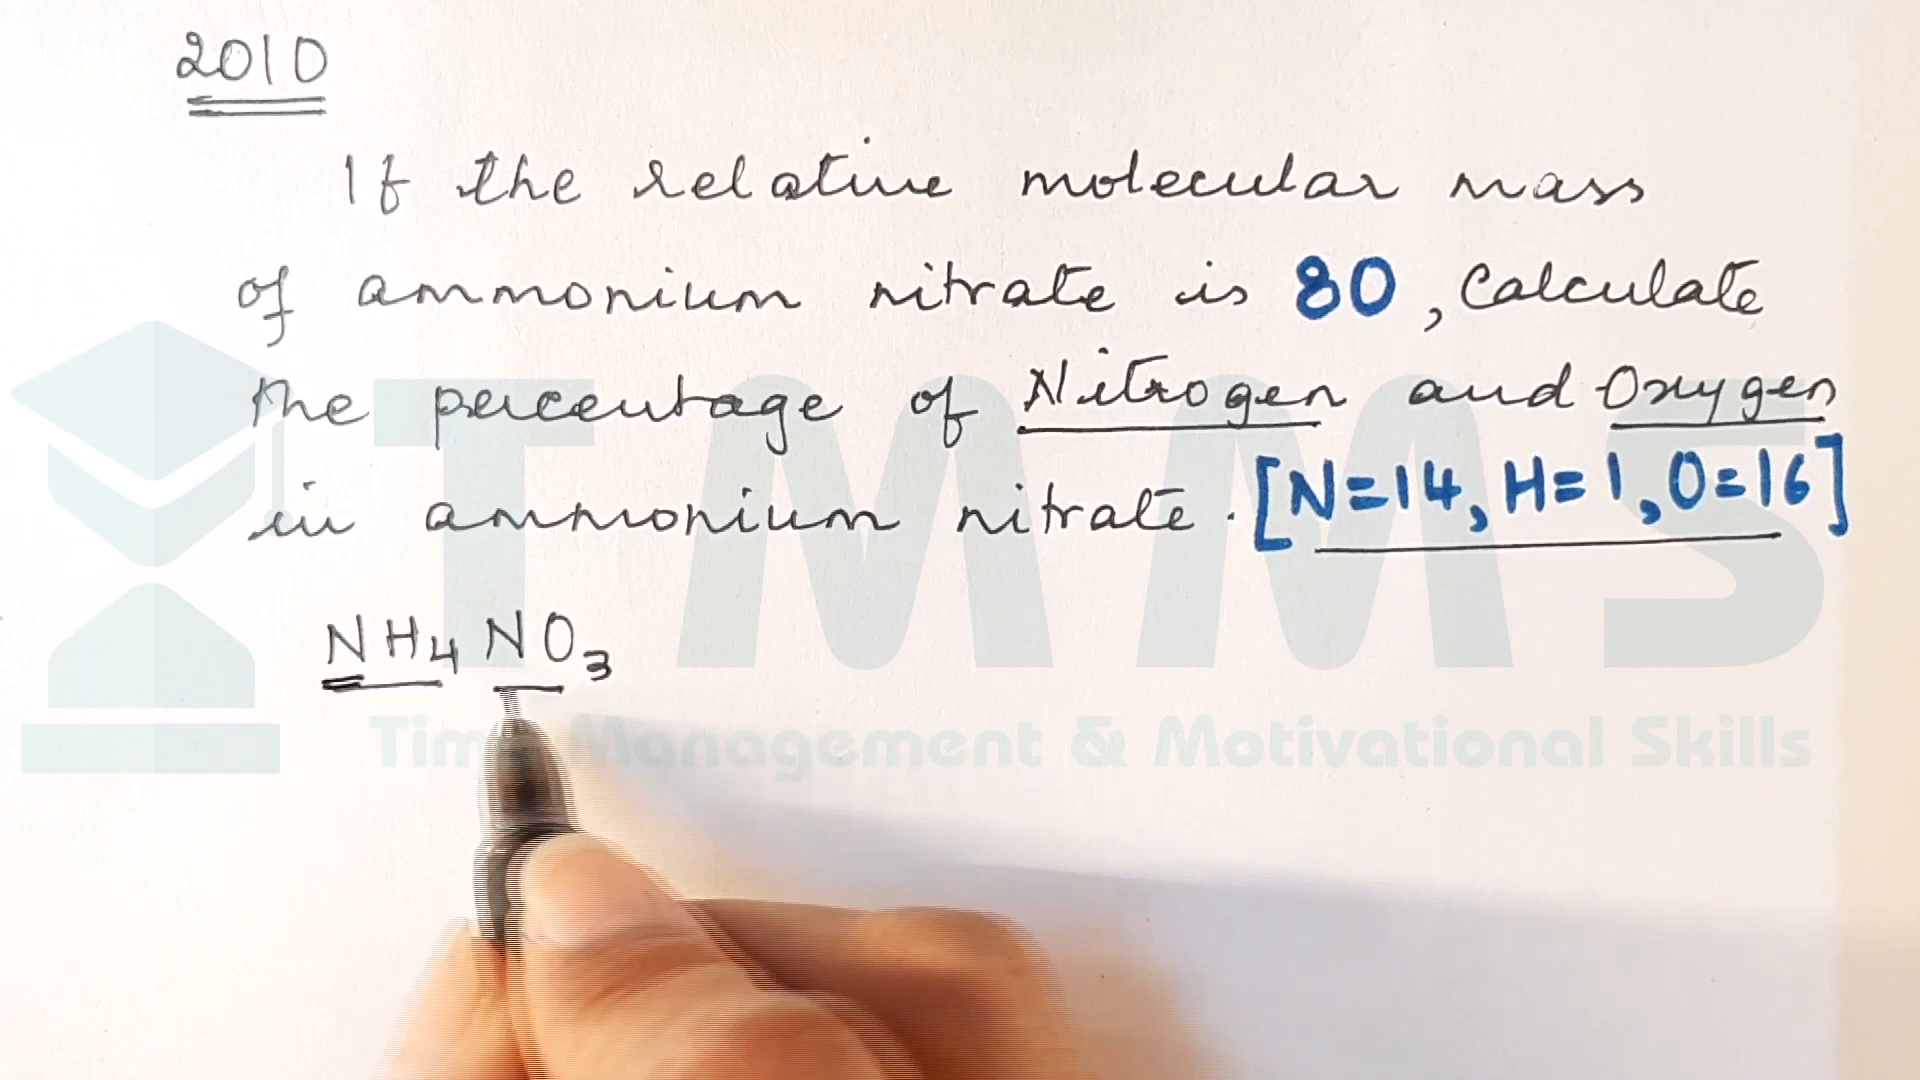 2010
If the relative molecular mass
of ammonium nitrate is 80, Calculate
the percentage of Nitrogen and Oxygen
in ammonium nitrate. [N=14, H=1, O=16]
NH₄NO₃
TMMS
Time Management & Motivational Skills